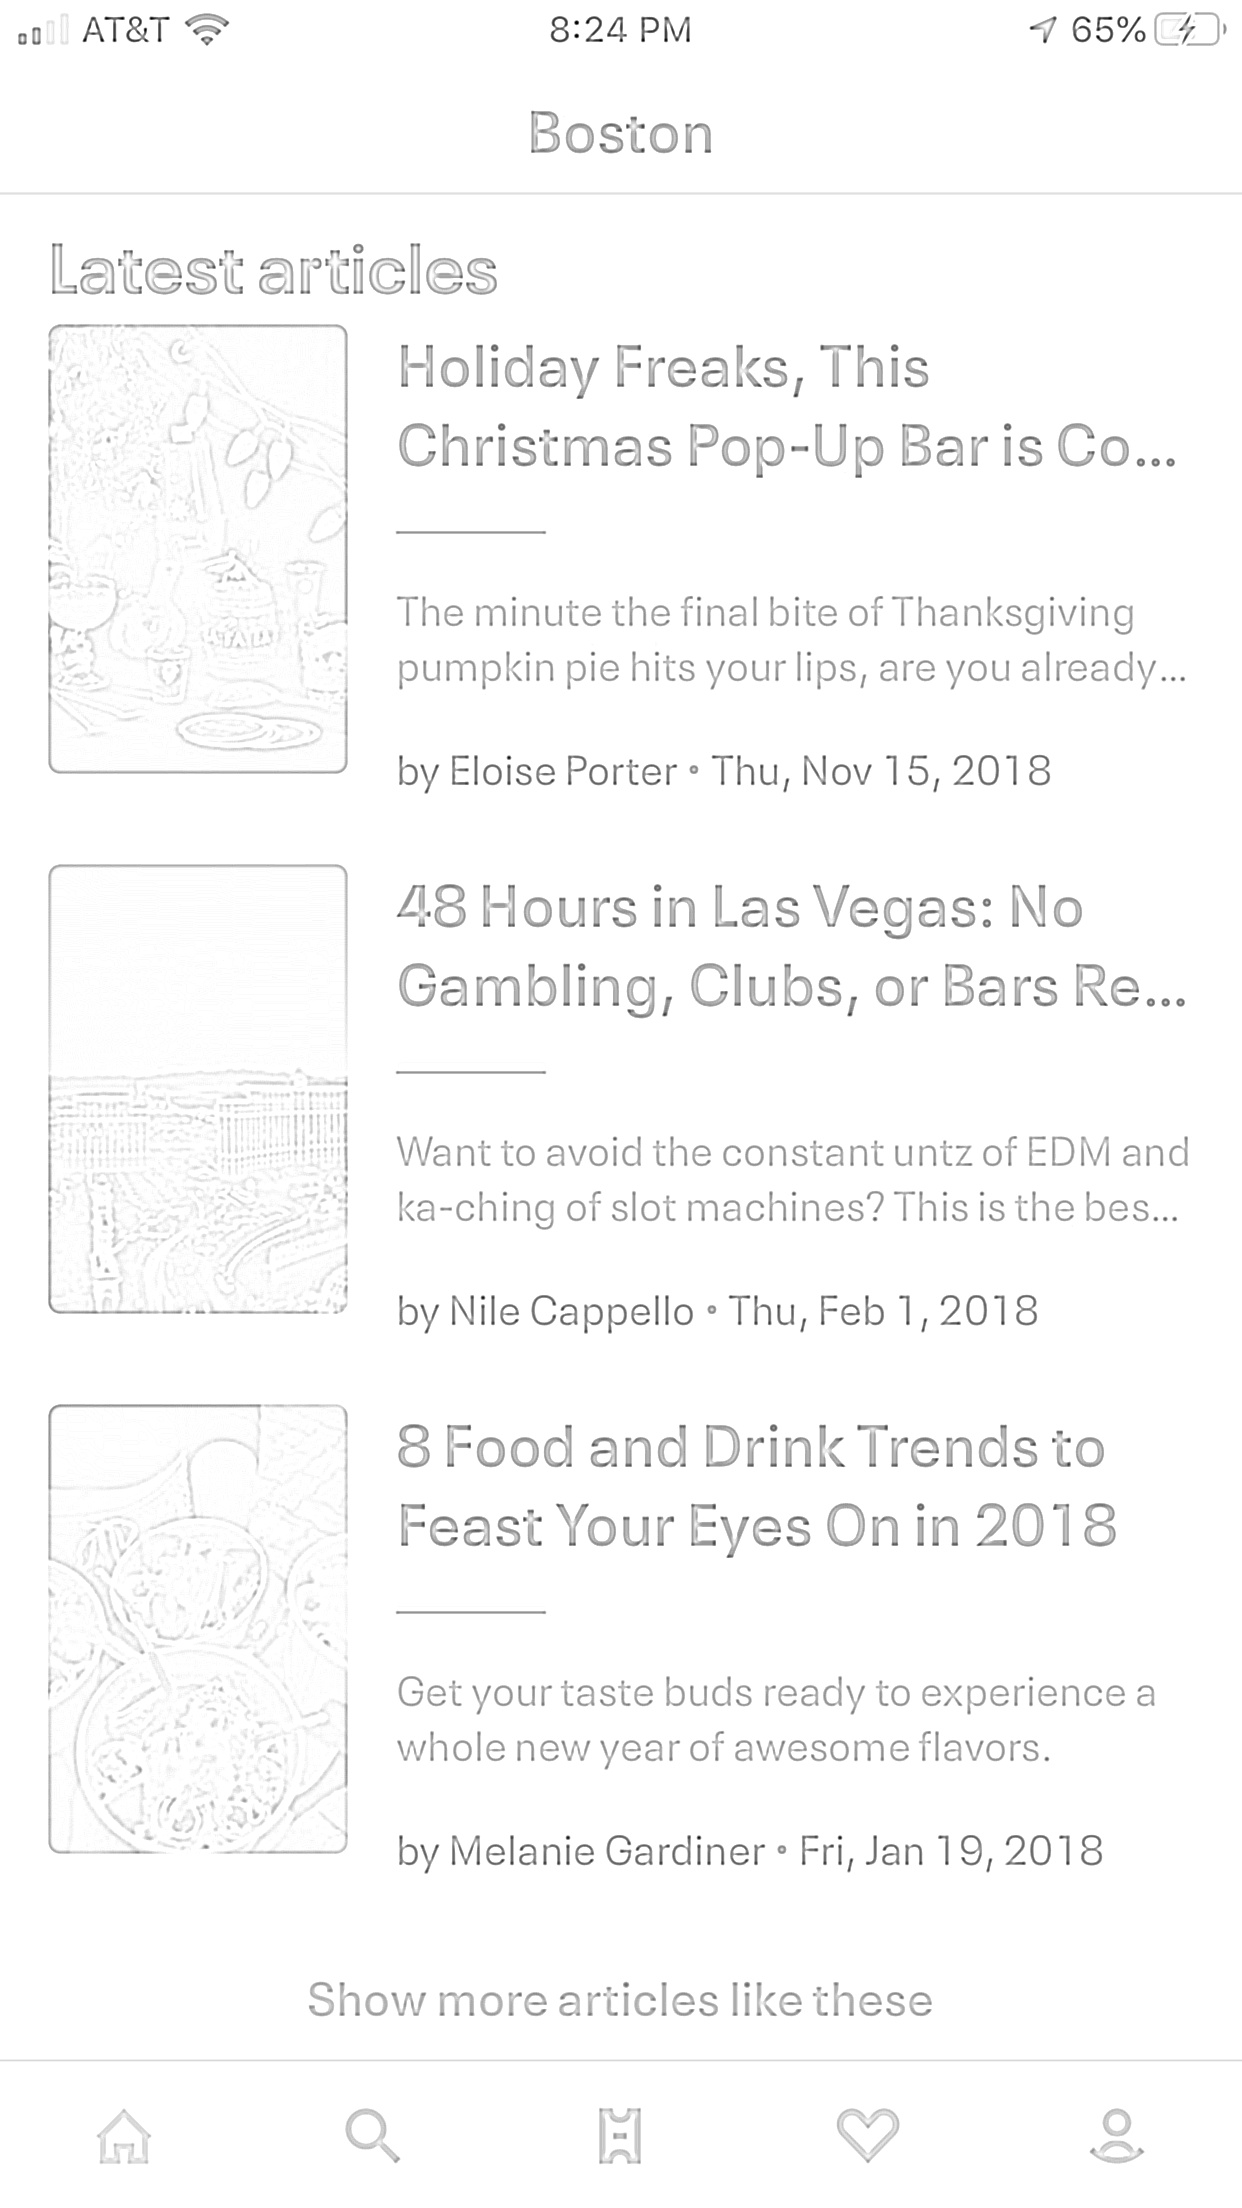 AT&T 8:24 PM 65%
Boston
Latest articles
Holiday Freaks, This
Christmas Pop-Up Bar is Co...
The minute the final bite of Thanksgiving
pumpkin pie hits your lips, are you already...
by Eloise Porter • Thu, Nov 15, 2018
48 Hours in Las Vegas: No
Gambling, Clubs, or Bars Re...
Want to avoid the constant untz of EDM and
ka-ching of slot machines? This is the bes...
by Nile Cappello • Thu, Feb 1, 2018
8 Food and Drink Trends to
Feast Your Eyes On in 2018
Get your taste buds ready to experience a
whole new year of awesome flavors.
by Melanie Gardiner • Fri, Jan 19, 2018
Show more articles like these